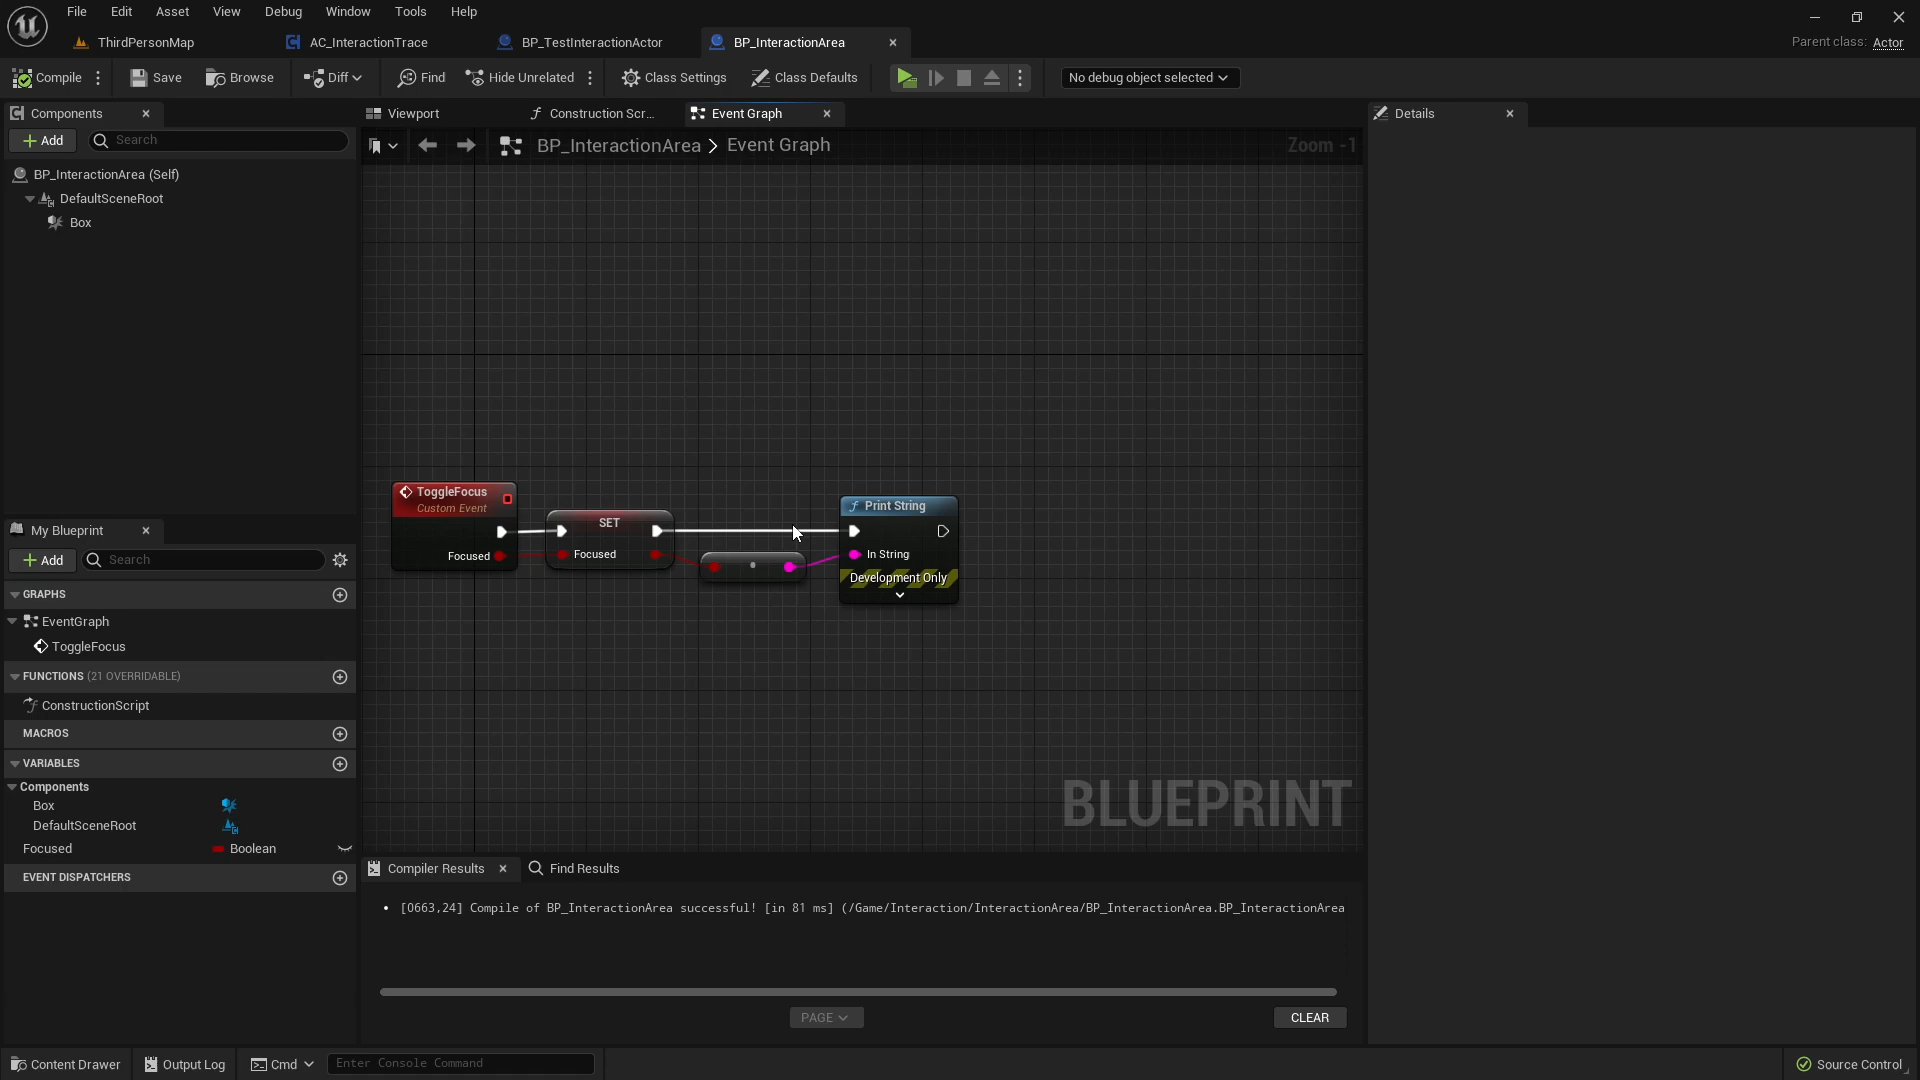 File Edit Asset View Debug Window Tools Help
ThirdPersonMap AC_InteractionTrace BP_TestInteractionActor BP_InteractionArea Parent class: Actor
Compile Save Browse Diff Find Hide Unrelated Class Settings Class Defaults No debug object selected
Components Viewport Construction Scr... Event Graph Details
Add Search BP_InteractionArea > Event Graph Zoom -1
BP_InteractionArea (Self)
DefaultSceneRoot
Box
ToggleFocus
Custom Event
Focused
SET
Focused
Print String
In String
Development Only
My Blueprint
Add Search
GRAPHS
EventGraph
ToggleFocus
FUNCTIONS (21 OVERRIDABLE)
ConstructionScript
MACROS
VARIABLES
Components
Box
DefaultSceneRoot
Focused Boolean
EVENT DISPATCHERS
BLUEPRINT
Compiler Results Find Results
• [0663,24] Compile of BP_InteractionArea successful! [in 81 ms] (/Game/Interaction/InteractionArea/BP_InteractionArea.BP_InteractionArea
PAGE CLEAR
Content Drawer Output Log Cmd Enter Console Command Source Control